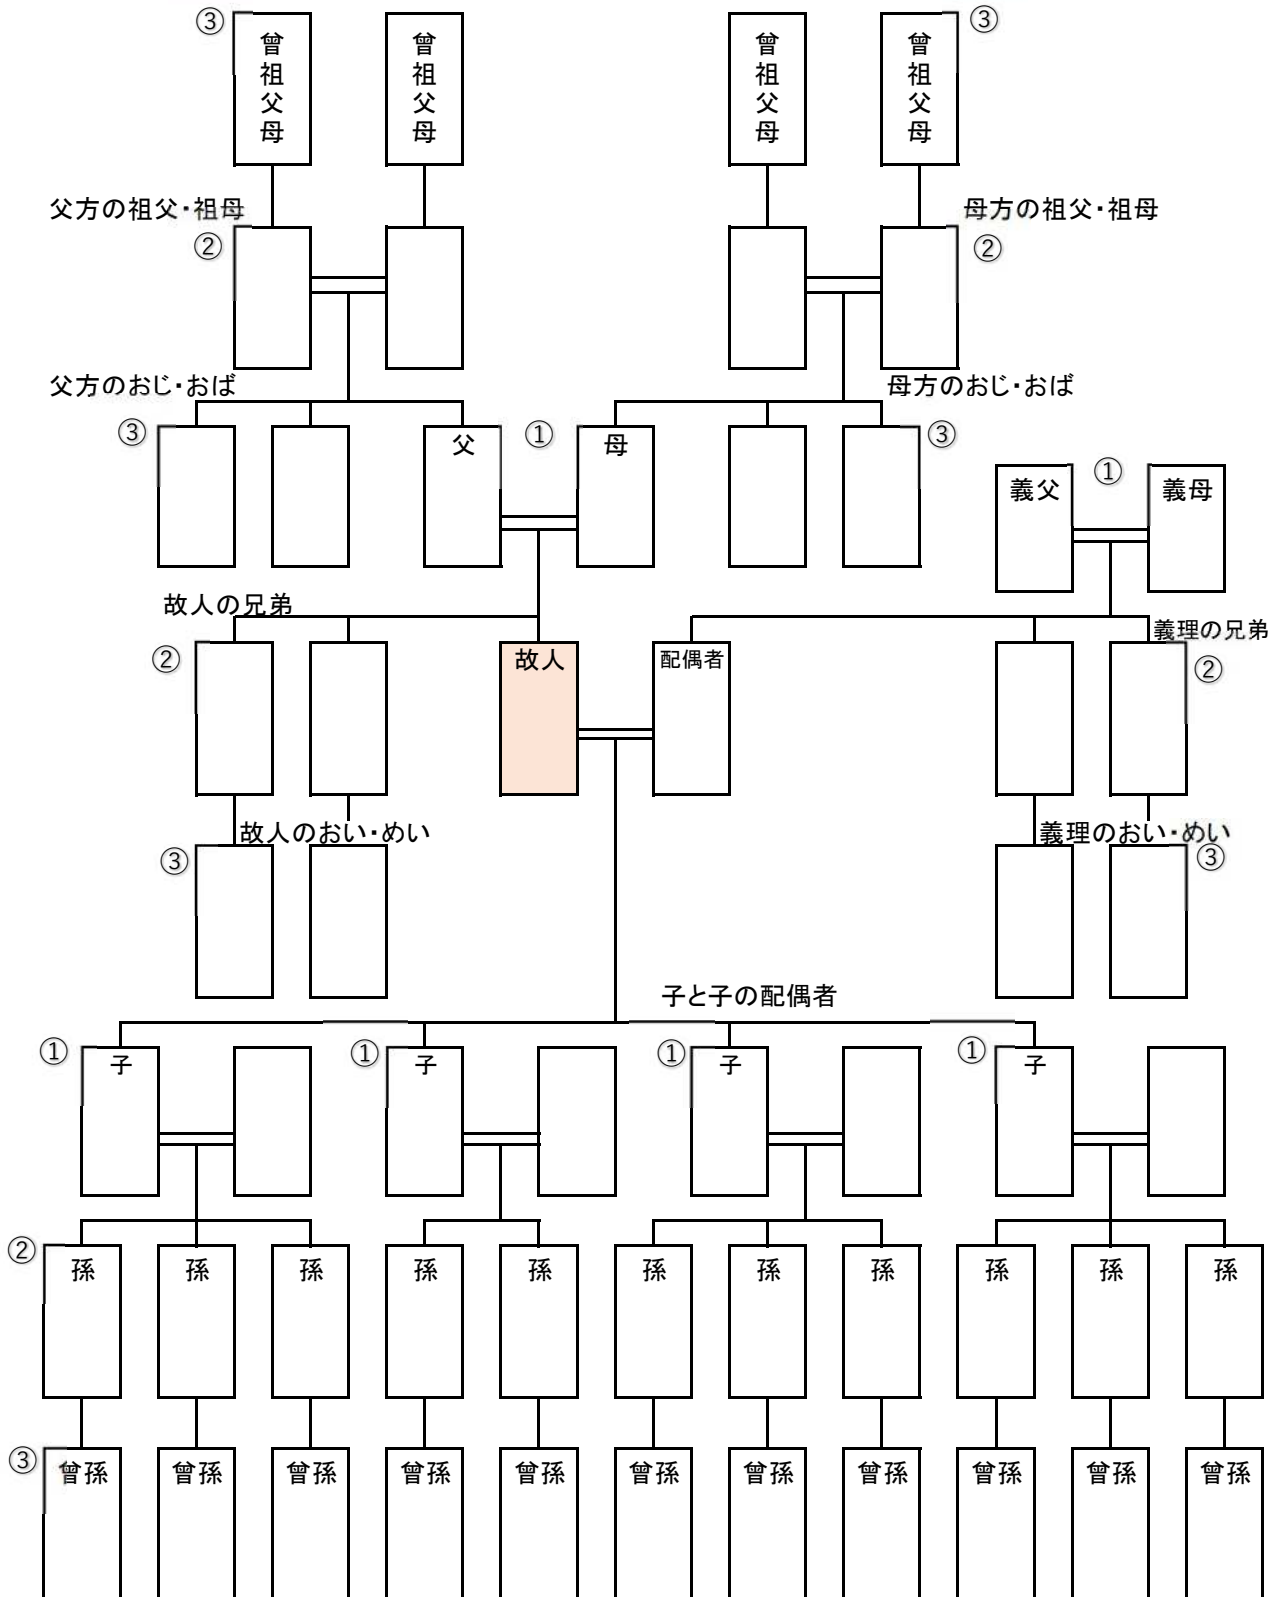 ③ 曾祖父母 曾祖父母 曾祖父母 曾祖父母 ③
父方の祖父・祖母 母方の祖父・祖母
② ②
父方のおじ・おば 母方のおじ・おば
③ 父 ① 母 ③
義父 ① 義母
故人の兄弟
義理の兄弟
② 故人 配偶者 ②
故人のおい・めい 義理のおい・めい
③ ③
子と子の配偶者
① 子 ① 子 ① 子 ① 子
② 孫 孫 孫 孫 孫 孫 孫 孫 孫 孫 孫
③ 曾孫 曾孫 曾孫 曾孫 曾孫 曾孫 曾孫 曾孫 曾孫 曾孫 曾孫